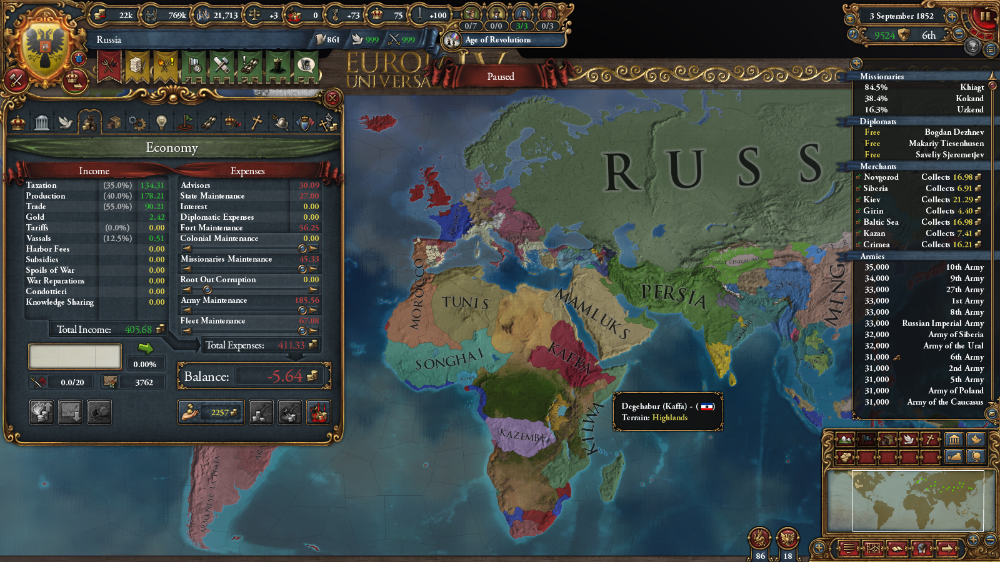 22k 769k 21,713 +3 0 +73 75 +100
0/7 0/0 3/3 0/3
Russia 861 999 999
Age of Revolutions
3 September 1852
9524 6th
EUROPA IV
UNIVERSA
Paused
Economy
Income Expenses
Taxation (35.0%) 134.31
Production (40.0%) 178.21
Trade (55.0%) 90.21
Gold 2.42
Tariffs (0.0%) 0.00
Vassals (12.5%) 0.51
Harbor Fees 0.00
Subsidies 0.00
Spoils of War 0.00
War Reparations 0.00
Condottieri 0.00
Knowledge Sharing 0.00
Total Income: 405.68
Advisors 30.09
State Maintenance 27.00
Interest 0.00
Diplomatic Expenses 0.00
Fort Maintenance 56.25
Colonial Maintenance 0.00
Missionaries Maintenance 45.33
Root Out Corruption 0.00
Army Maintenance 185.56
Fleet Maintenance 67.08
Total Expenses: 411.33
0.00%
0.0/20 3762
Balance: -5.64
2257
Missionaries
84.5% Khiagt
38.4% Kokand
16.3% Uzkend
Diplomats
Free Bogdan Dezhnev
Free Makariy Tiesenhusen
Free Saveliy Sjeremetjev
Merchants
Novgorod Collects 16.98
Siberia Collects 6.91
Kiev Collects 21.29
Girin Collects 4.40
Baltic Sea Collects 16.98
Kazan Collects 7.41
Crimea Collects 16.21
Armies
35,000 10th Army
34,000 9th Army
33,000 27th Army
33,000 1st Army
33,000 8th Army
33,000 Russian Imperial Army
32,000 Army of Siberia
32,000 Army of the Ural
31,000 6th Army
31,000 2nd Army
31,000 5th Army
31,000 Army of Poland
31,000 Army of the Caucasus
RUSS
FRANCE
MOROCCO
TUNIS
MAMLUKS
PERSIA
BENGAL
MING
SONGHAI
KAFFA
KILWA
KAZEMBE
ARAGONESE LA PLATA
Degehabur (Kaffa) - ( )
Terrain: Highlands
86 18